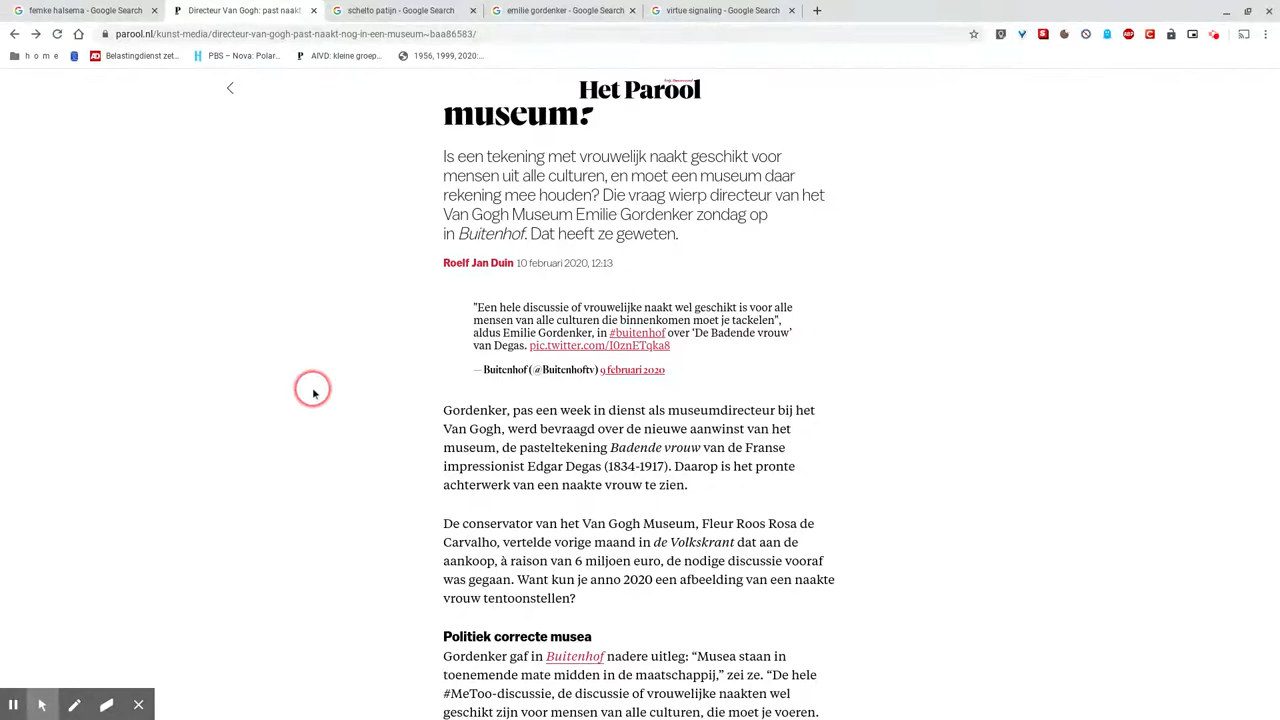 femke halsema - Google Search
Directeur Van Gogh: past naakt
schelto patijn - Google Search
emilie gordenker - Google Search
virtue signaling - Google Search
parool.nl/kunst-media/directeur-van-gogh-past-naakt-nog-in-een-museum~baa86583/
h o m e
Belastingdienst zet...
PBS – Nova: Polar...
AIVD: kleine groep...
1956, 1999, 2020:...
Het Parool
museum?
Is een tekening met vrouwelijk naakt geschikt voor
mensen uit alle culturen, en moet een museum daar
rekening mee houden? Die vraag wierp directeur van het
Van Gogh Museum Emilie Gordenker zondag op
in Buitenhof. Dat heeft ze geweten.
Roelf Jan Duin 10 februari 2020, 12:13
"Een hele discussie of vrouwelijke naakt wel geschikt is voor alle
mensen van alle culturen die binnenkomen moet je tackelen",
aldus Emilie Gordenker, in #buitenhof over ‘De Badende vrouw’
van Degas. pic.twitter.com/I0znETqka8
— Buitenhof (@Buitenhoftv) 9 februari 2020
Gordenker, pas een week in dienst als museumdirecteur bij het
Van Gogh, werd bevraagd over de nieuwe aanwinst van het
museum, de pasteltekening Badende vrouw van de Franse
impressionist Edgar Degas (1834-1917). Daarop is het pronte
achterwerk van een naakte vrouw te zien.
De conservator van het Van Gogh Museum, Fleur Roos Rosa de
Carvalho, vertelde vorige maand in de Volkskrant dat aan de
aankoop, à raison van 6 miljoen euro, de nodige discussie vooraf
was gegaan. Want kun je anno 2020 een afbeelding van een naakte
vrouw tentoonstellen?
Politiek correcte musea
Gordenker gaf in Buitenhof nadere uitleg: “Musea staan in
toenemende mate midden in de maatschappij,” zei ze. “De hele
#MeToo-discussie, de discussie of vrouwelijke naakten wel
geschikt zijn voor mensen van alle culturen, die moet je voeren.